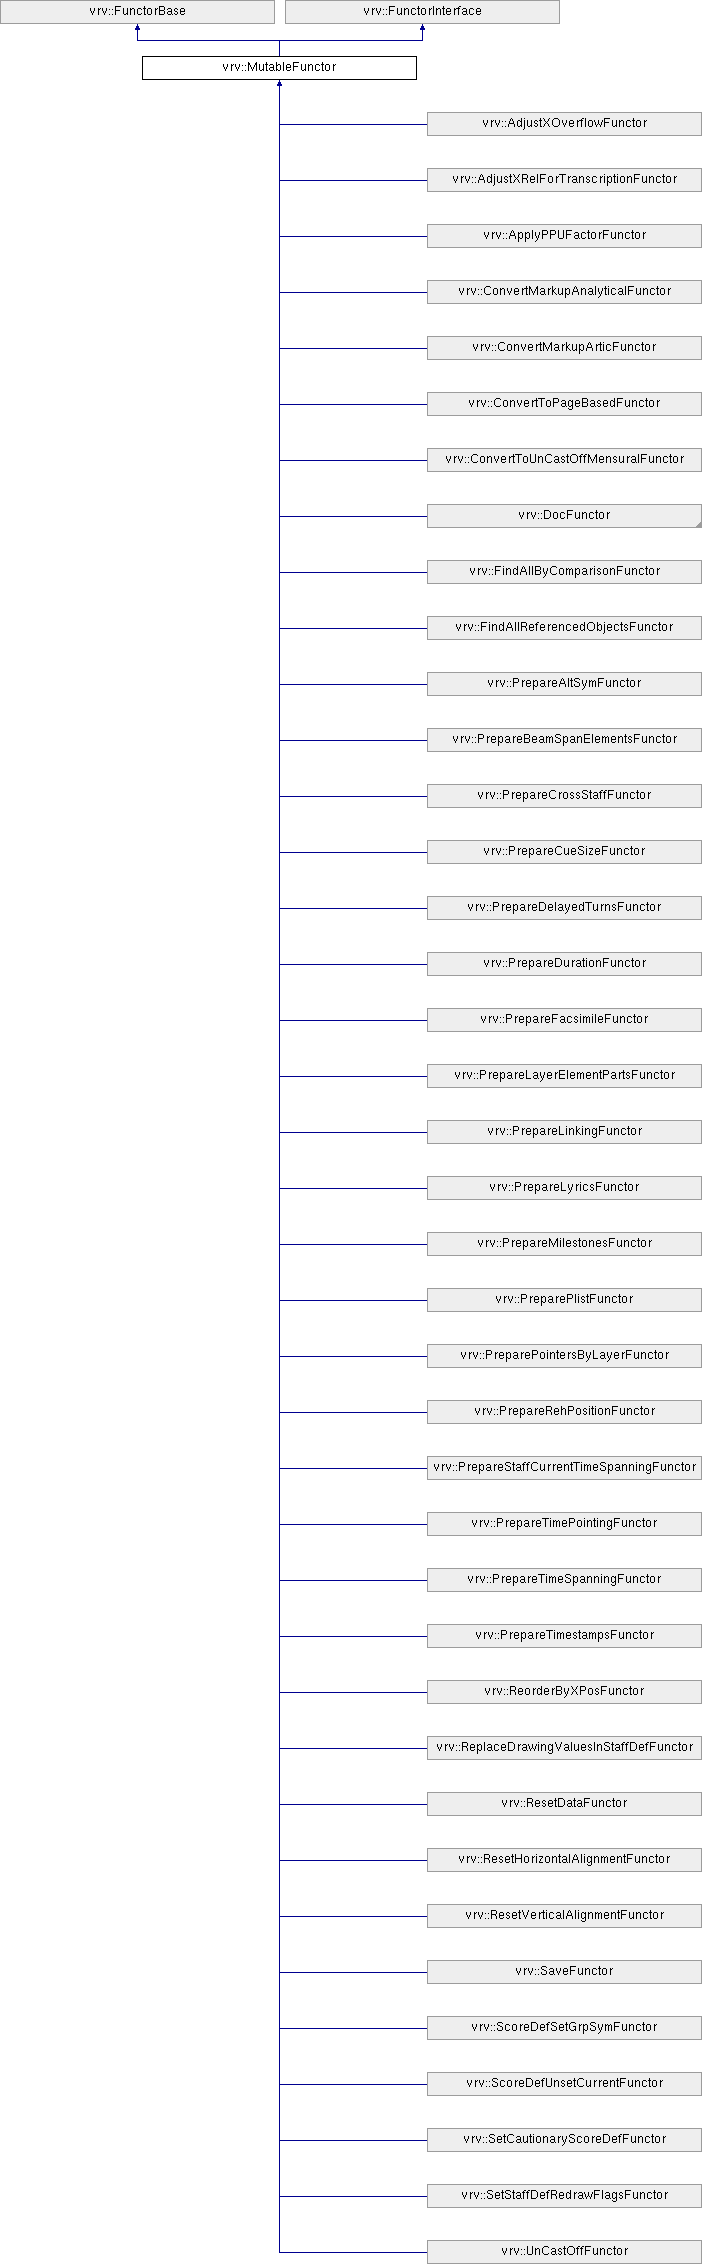 vrv::FunctorBase
vrv::FunctorInterface
vrv::MutableFunctor
vrv::AdjustXOverflowFunctor
vrv::AdjustXRelForTranscriptionFunctor
vrv::ApplyPPUFactorFunctor
vrv::ConvertMarkupAnalyticalFunctor
vrv::ConvertMarkupArticFunctor
vrv::ConvertToPageBasedFunctor
vrv::ConvertToUnCastOffMensuralFunctor
vrv::DocFunctor
vrv::FindAllByComparisonFunctor
vrv::FindAllReferencedObjectsFunctor
vrv::PrepareAltSymFunctor
vrv::PrepareBeamSpanElementsFunctor
vrv::PrepareCrossStaffFunctor
vrv::PrepareCueSizeFunctor
vrv::PrepareDelayedTurnsFunctor
vrv::PrepareDurationFunctor
vrv::PrepareFacsimileFunctor
vrv::PrepareLayerElementPartsFunctor
vrv::PrepareLinkingFunctor
vrv::PrepareLyricsFunctor
vrv::PrepareMilestonesFunctor
vrv::PreparePlistFunctor
vrv::PreparePointersByLayerFunctor
vrv::PrepareRehPositionFunctor
vrv::PrepareStaffCurrentTimeSpanningFunctor
vrv::PrepareTimePointingFunctor
vrv::PrepareTimeSpanningFunctor
vrv::PrepareTimestampsFunctor
vrv::ReorderByXPosFunctor
vrv::ReplaceDrawingValuesInStaffDefFunctor
vrv::ResetDataFunctor
vrv::ResetHorizontalAlignmentFunctor
vrv::ResetVerticalAlignmentFunctor
vrv::SaveFunctor
vrv::ScoreDefSetGrpSymFunctor
vrv::ScoreDefUnsetCurrentFunctor
vrv::SetCautionaryScoreDefFunctor
vrv::SetStaffDefRedrawFlagsFunctor
vrv::UnCastOffFunctor